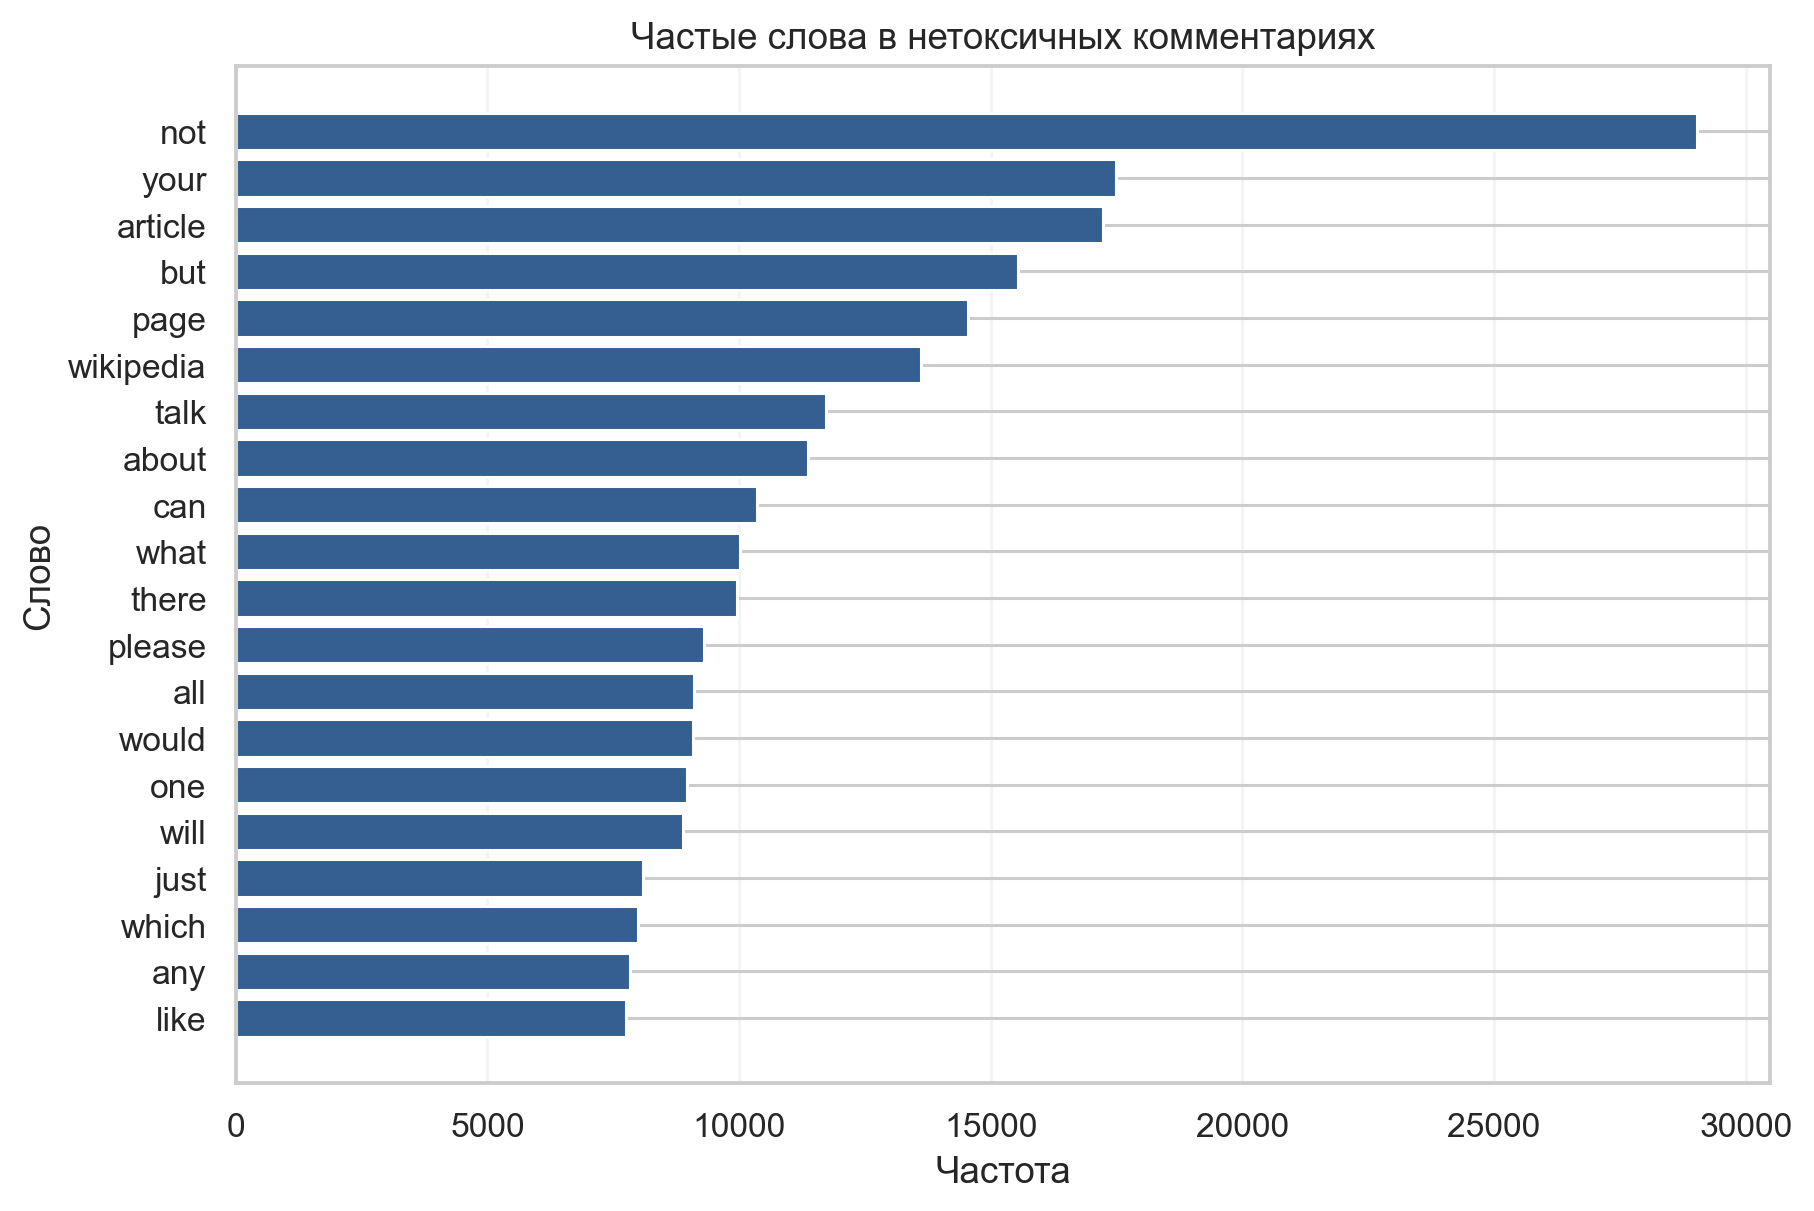 Частые слова в нетоксичных комментариях
not
your
article
but
page
wikipedia
talk
about
can
what
there
please
all
would
one
will
just
which
any
like
Слово
0 5000 10000 15000 20000 25000 30000
Частота